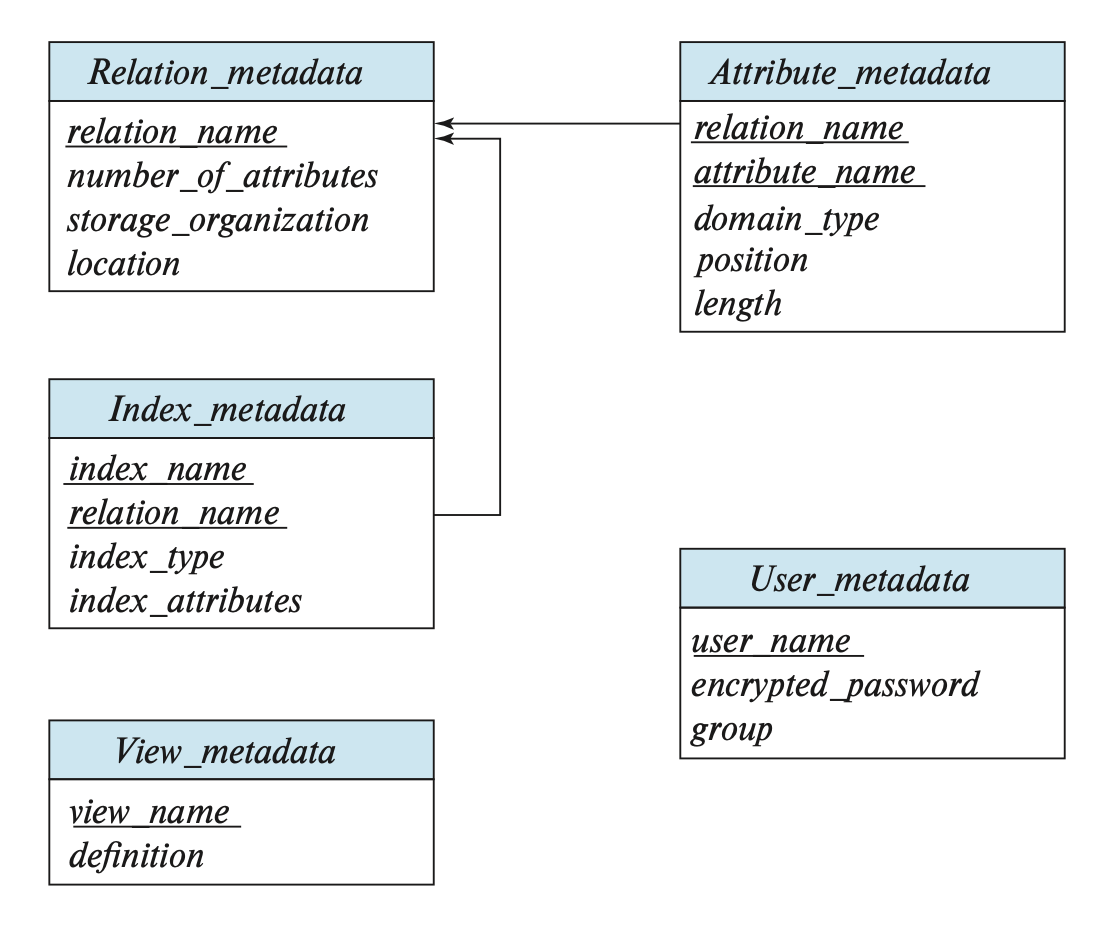 Relation_metadata
relation_name
number_of_attributes
storage_organization
location
Attribute_metadata
relation_name
attribute_name
domain_type
position
length
Index_metadata
index_name
relation_name
index_type
index_attributes
User_metadata
user_name
encrypted_password
group
View_metadata
view_name
definition